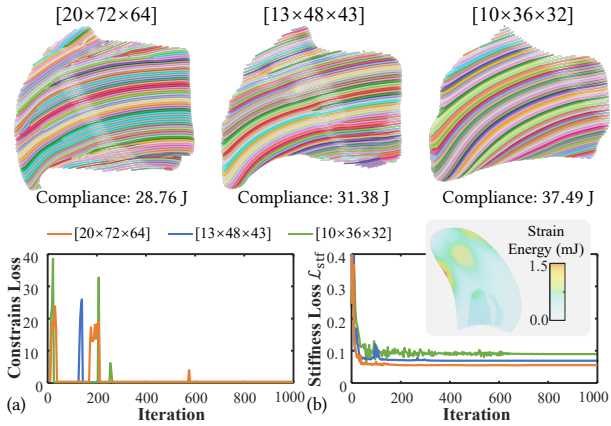 [20×72×64] [13×48×43] [10×36×32]
Compliance: 28.76 J Compliance: 31.38 J Compliance: 37.49 J
[20×72×64] [13×48×43] [10×36×32]
Strain
Energy (mJ)
1.5
0.0
Constrains Loss
40
30
20
10
0
0 200 400 600 800 1000
Iteration
(a)
Stiffness Loss ℒstf
0.4
0.3
0.2
0.1
0
0 200 400 600 800 1000
Iteration
(b)